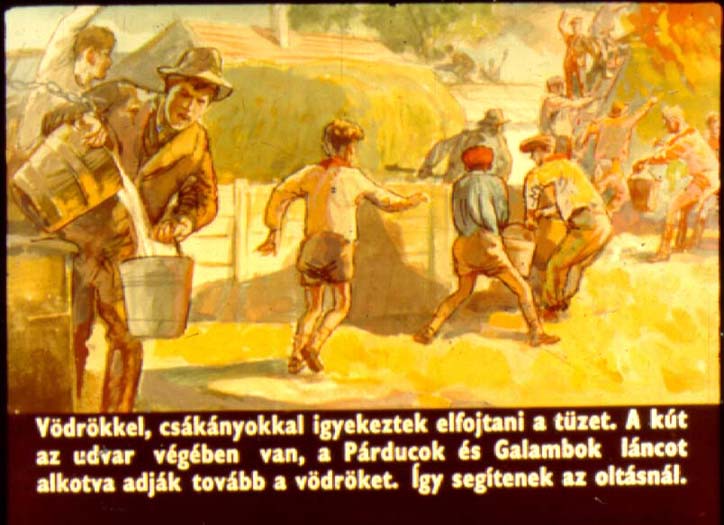 Vödrökkel, csákányokkal igyekeztek elfojtani a tüzet. A kút
az udvar végében van, a Párducok és Galambok láncot
alkotva adják tovább a vödröket. Így segítenek az oltásnál.